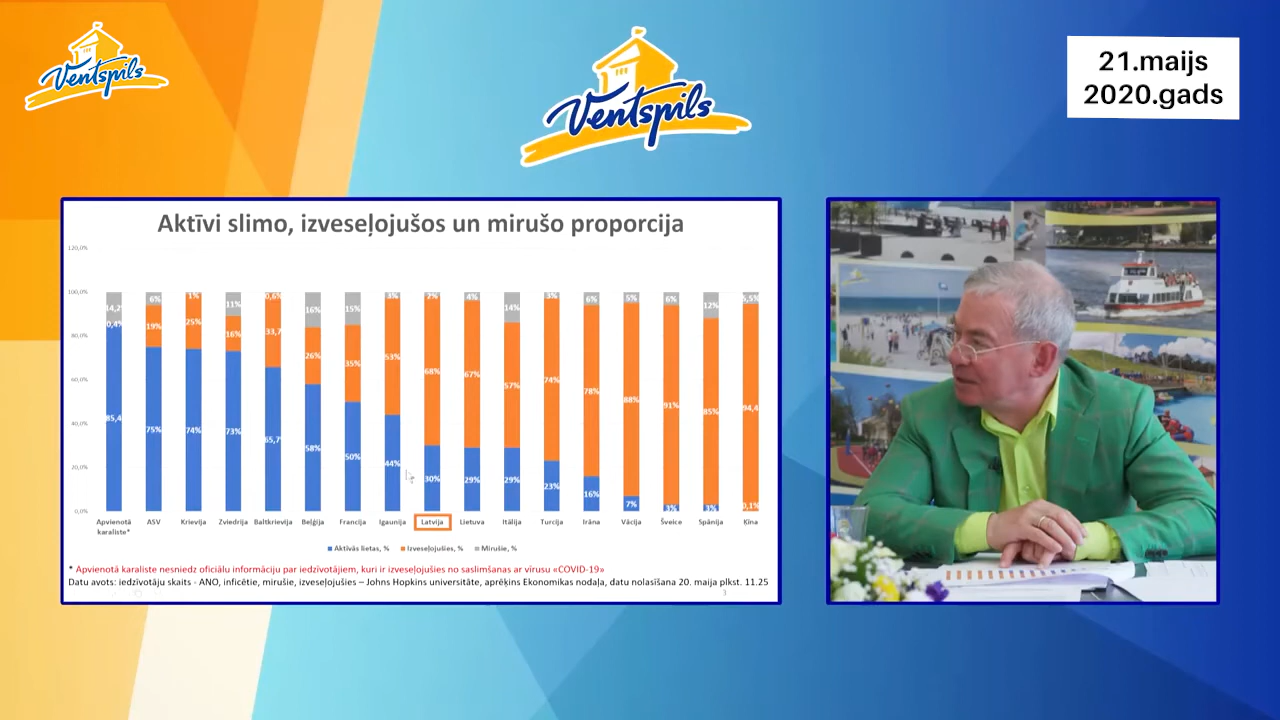 Ventspils
Ventspils
21.maijs
2020.gads
Aktīvi slimo, izveseļojušos un mirušo proporcija
120,0%
100,0%
80,0%
60,0%
40,0%
20,0%
0,0%
14,2 6% 1% 11% 0,6% 16% 15% 3% 2% 4% 14% 3% 6% 5% 6% 12% 5,5%
0,4% 19% 25% 16% 33,7 26% 35% 53% 68% 67% 57% 74% 78% 88% 91% 85% 94,4
85,4 75% 74% 73% 65,7 58% 50% 44% 30% 29% 29% 23% 16% 7% 3% 3% 0,1%
Apvienotā karaliste* ASV Krievija Zviedrija Baltkrievija Beļģija Francija Igaunija Latvija Lietuva Itālija Turcija Irāna Vācija Šveice Spānija Ķīna
Aktīvās lietas, % Izveseļojušies, % Mirušie, %
* Apvienotā karaliste nesniedz oficiālu informāciju par iedzīvotājiem, kuri ir izveseļojušies no saslimšanas ar vīrusu «COVID-19»
Datu avots: iedzīvotāju skaits - ANO, inficētie, mirušie, izveseļojušies – Johns Hopkins universitāte, aprēķins Ekonomikas nodaļa, datu nolasīšana 20. maija plkst. 11.25